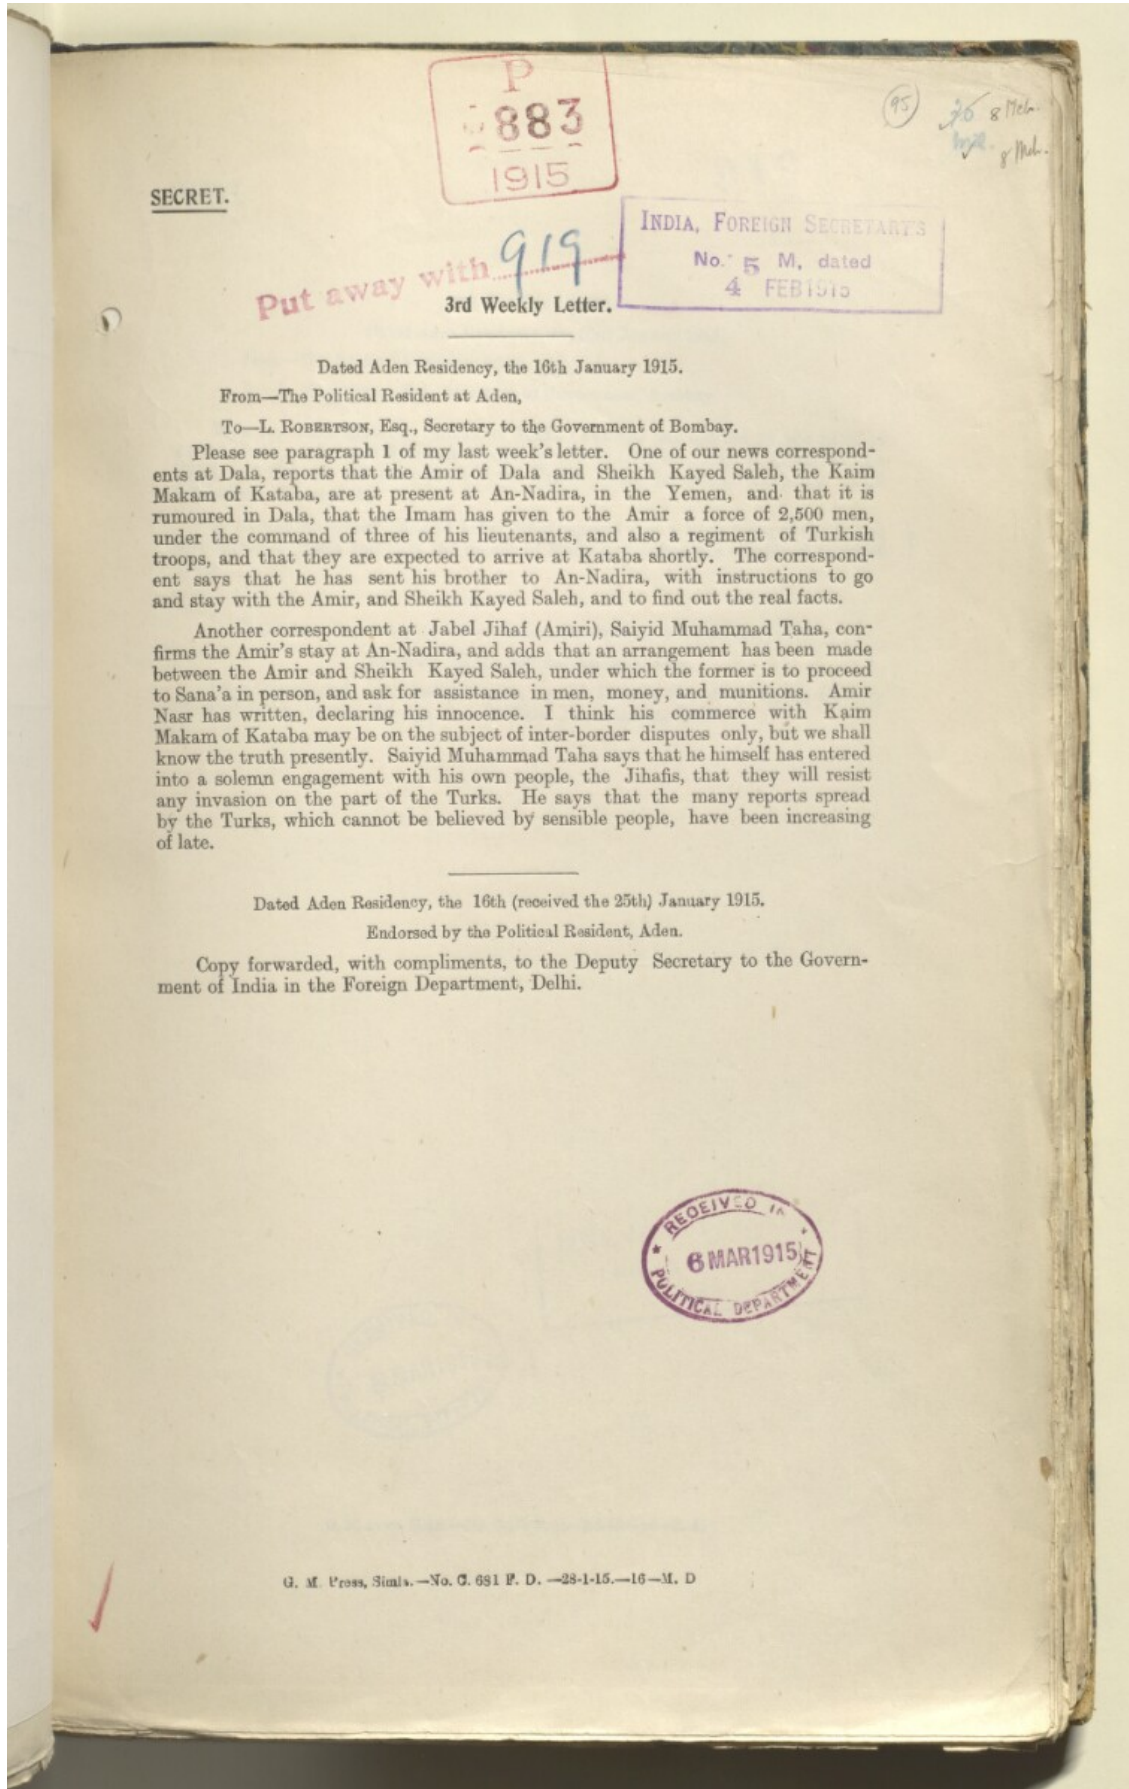 P
883
1915
95
8 Mch.
8 Mch.
SECRET.
INDIA, FOREIGN SECRETARY'S
No. 5 M, dated
4 FEB 1915
Put away with 919
3rd Weekly Letter.
Dated Aden Residency, the 16th January 1915.
From—The Political Resident at Aden,
To—L. ROBERTSON, Esq., Secretary to the Government of Bombay.
Please see paragraph 1 of my last week's letter. One of our news correspond-
ents at Dala, reports that the Amir of Dala and Sheikh Kayed Saleh, the Kaim
Makam of Kataba, are at present at An-Nadira, in the Yemen, and that it is
rumoured in Dala, that the Imam has given to the Amir a force of 2,500 men,
under the command of three of his lieutenants, and also a regiment of Turkish
troops, and that they are expected to arrive at Kataba shortly. The correspond-
ent says that he has sent his brother to An-Nadira, with instructions to go
and stay with the Amir, and Sheikh Kayed Saleh, and to find out the real facts.
Another correspondent at Jabel Jihaf (Amiri), Saiyid Muhammad Taha, con-
firms the Amir's stay at An-Nadira, and adds that an arrangement has been made
between the Amir and Sheikh Kayed Saleh, under which the former is to proceed
to Sana'a in person, and ask for assistance in men, money, and munitions. Amir
Nasr has written, declaring his innocence. I think his commerce with Kaim
Makam of Kataba may be on the subject of inter-border disputes only, but we shall
know the truth presently. Saiyid Muhammad Taha says that he himself has entered
into a solemn engagement with his own people, the Jihafis, that they will resist
any invasion on the part of the Turks. He says that the many reports spread
by the Turks, which cannot be believed by sensible people, have been increasing
of late.
Dated Aden Residency, the 16th (received the 25th) January 1915.
Endorsed by the Political Resident, Aden.
Copy forwarded, with compliments, to the Deputy Secretary to the Govern-
ment of India in the Foreign Department, Delhi.
RECEIVED IN
6 MAR 1915
POLITICAL DEPARTMENT
G. M. Press, Simla.—No. C. 681 F. D.—28-1-15.—16—M. D